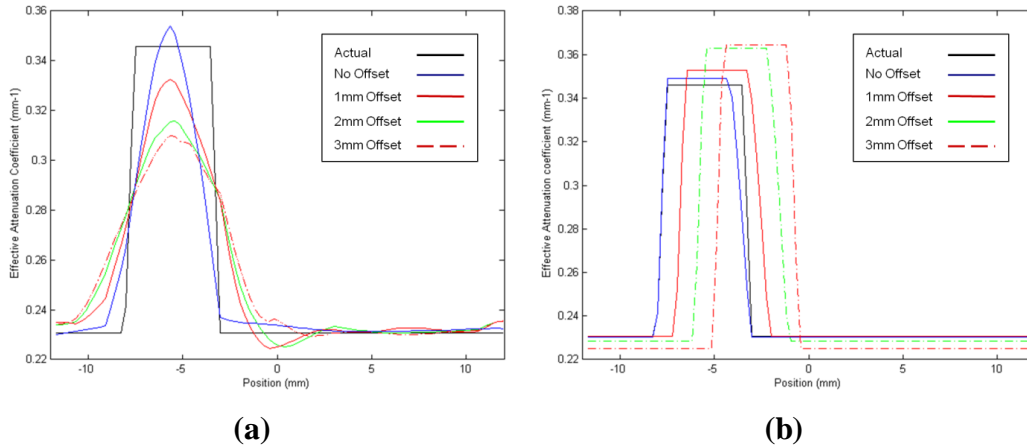 0.36
0.34
0.32
0.3
0.28
0.26
0.24
0.22
Effective Attenuation Coefficient (mm-1)
-10
-5
0
5
10
Position (mm)
Actual
No Offset
1mm Offset
2mm Offset
3mm Offset
(a)
0.38
0.36
0.34
0.32
0.3
0.28
0.26
0.24
0.22
Effective Attenuation coefficient (mm-1)
-10
-5
0
5
10
Position (mm)
Actual
No Offset
1mm Offset
2mm Offset
3mm Offset
(b)